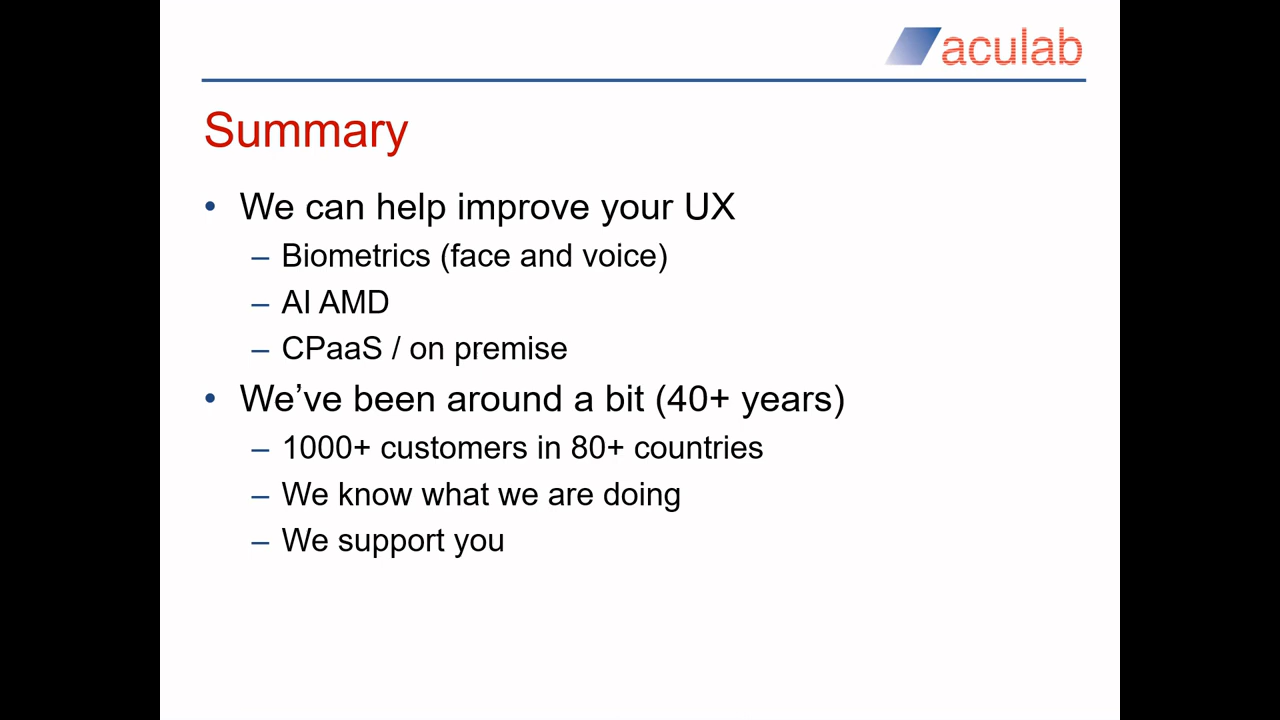 aculab
Summary
• We can help improve your UX
– Biometrics (face and voice)
– AI AMD
– CPaaS / on premise
• We’ve been around a bit (40+ years)
– 1000+ customers in 80+ countries
– We know what we are doing
– We support you